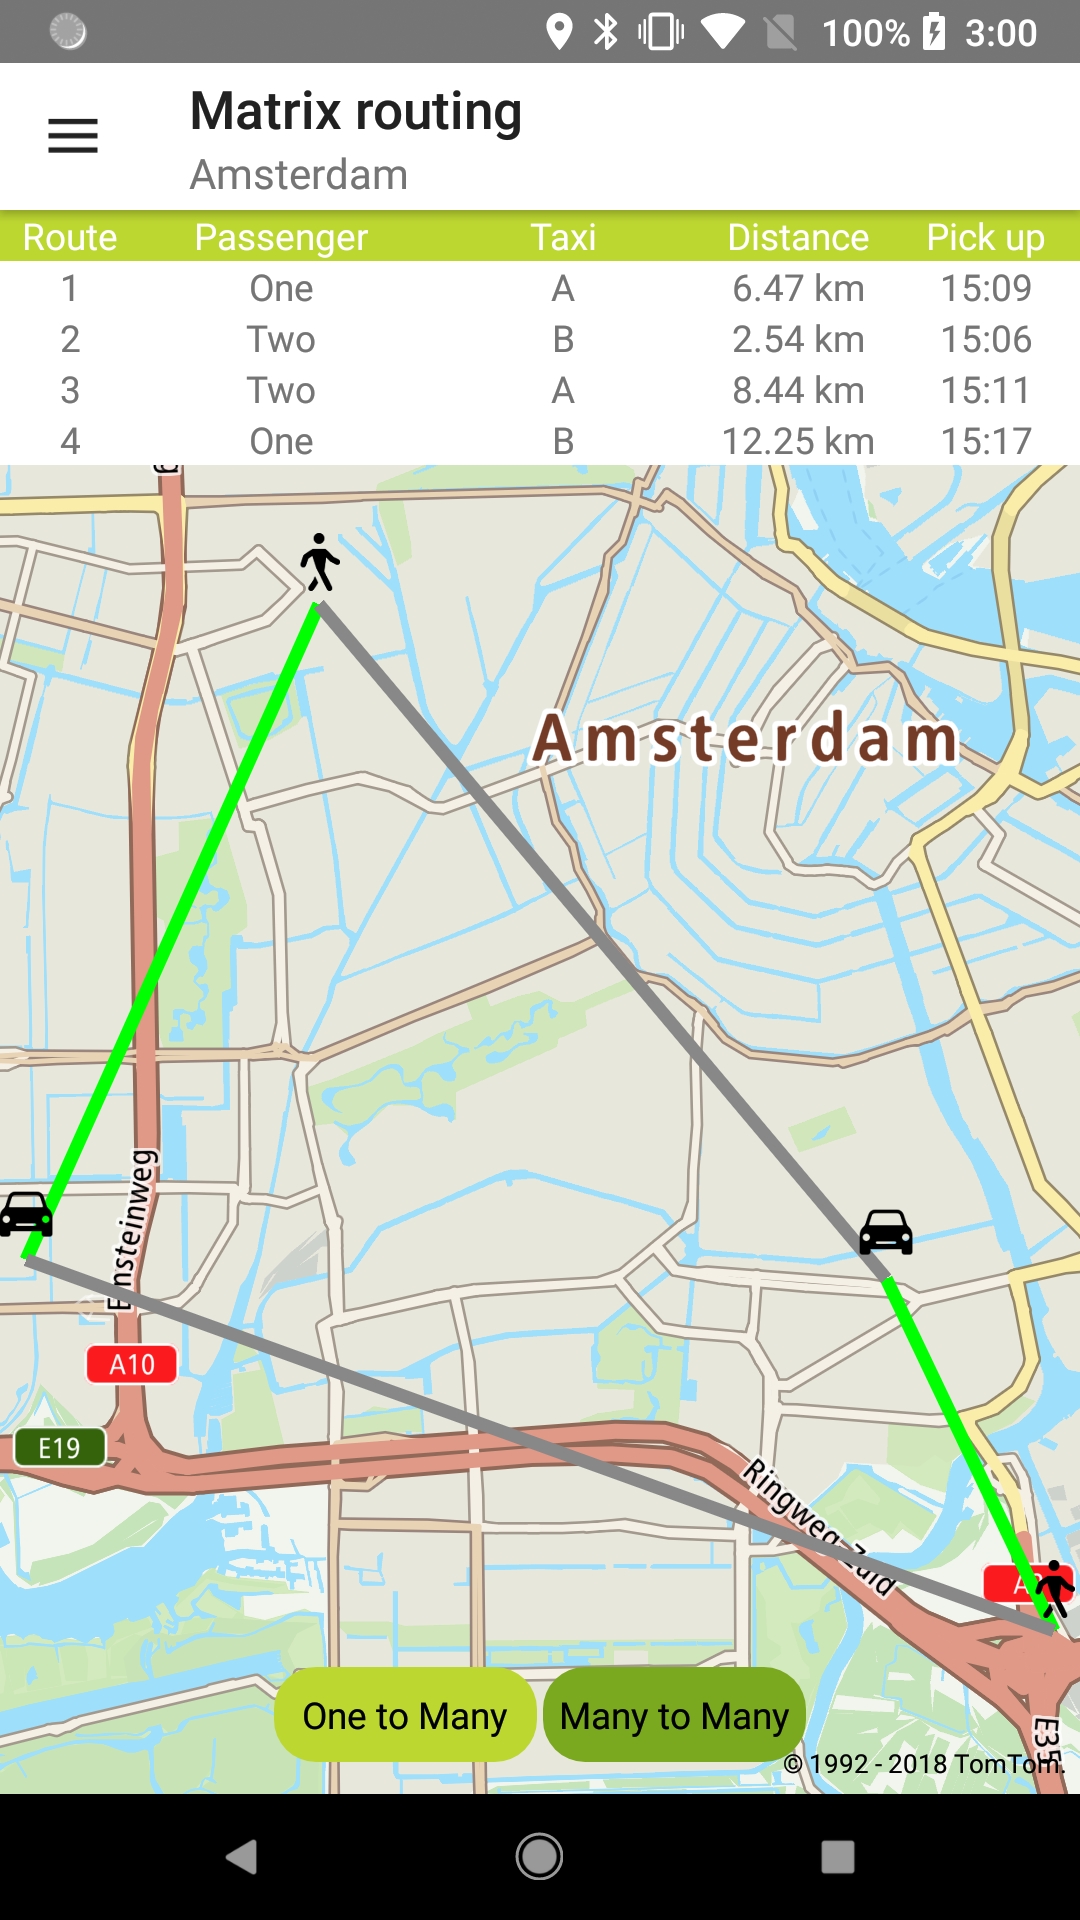 100% 3:00
Matrix routing
Amsterdam
Route Passenger Taxi Distance Pick up
1 One A 6.47 km 15:09
2 Two B 2.54 km 15:06
3 Two A 8.44 km 15:11
4 One B 12.25 km 15:17
Amsterdam
Einsteinweg
A10
E19
Ringweg Zuid
One to Many Many to Many
E35
© 1992 - 2018 TomTom.